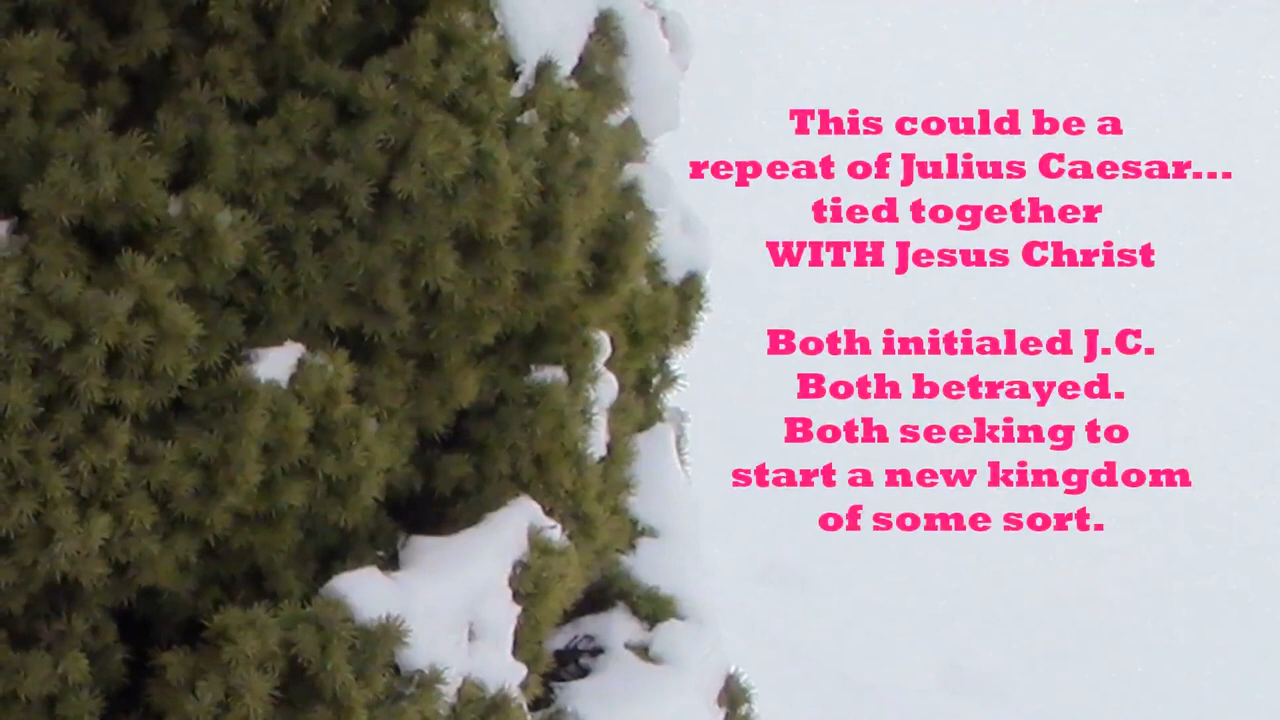 This could be a
repeat of Julius Caesar...
tied together
WITH Jesus Christ
Both initialed J.C.
Both betrayed.
Both seeking to
start a new kingdom
of some sort.